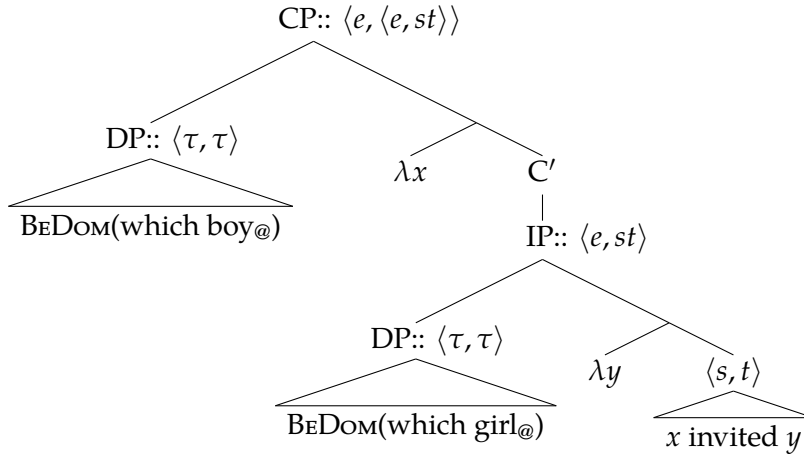 CP:: ⟨e, ⟨e, st⟩⟩
DP:: ⟨τ, τ⟩
λx C′
BEDOM(which boy@)
IP:: ⟨e, st⟩
DP:: ⟨τ, τ⟩
λy ⟨s, t⟩
BEDOM(which girl@)
x invited y